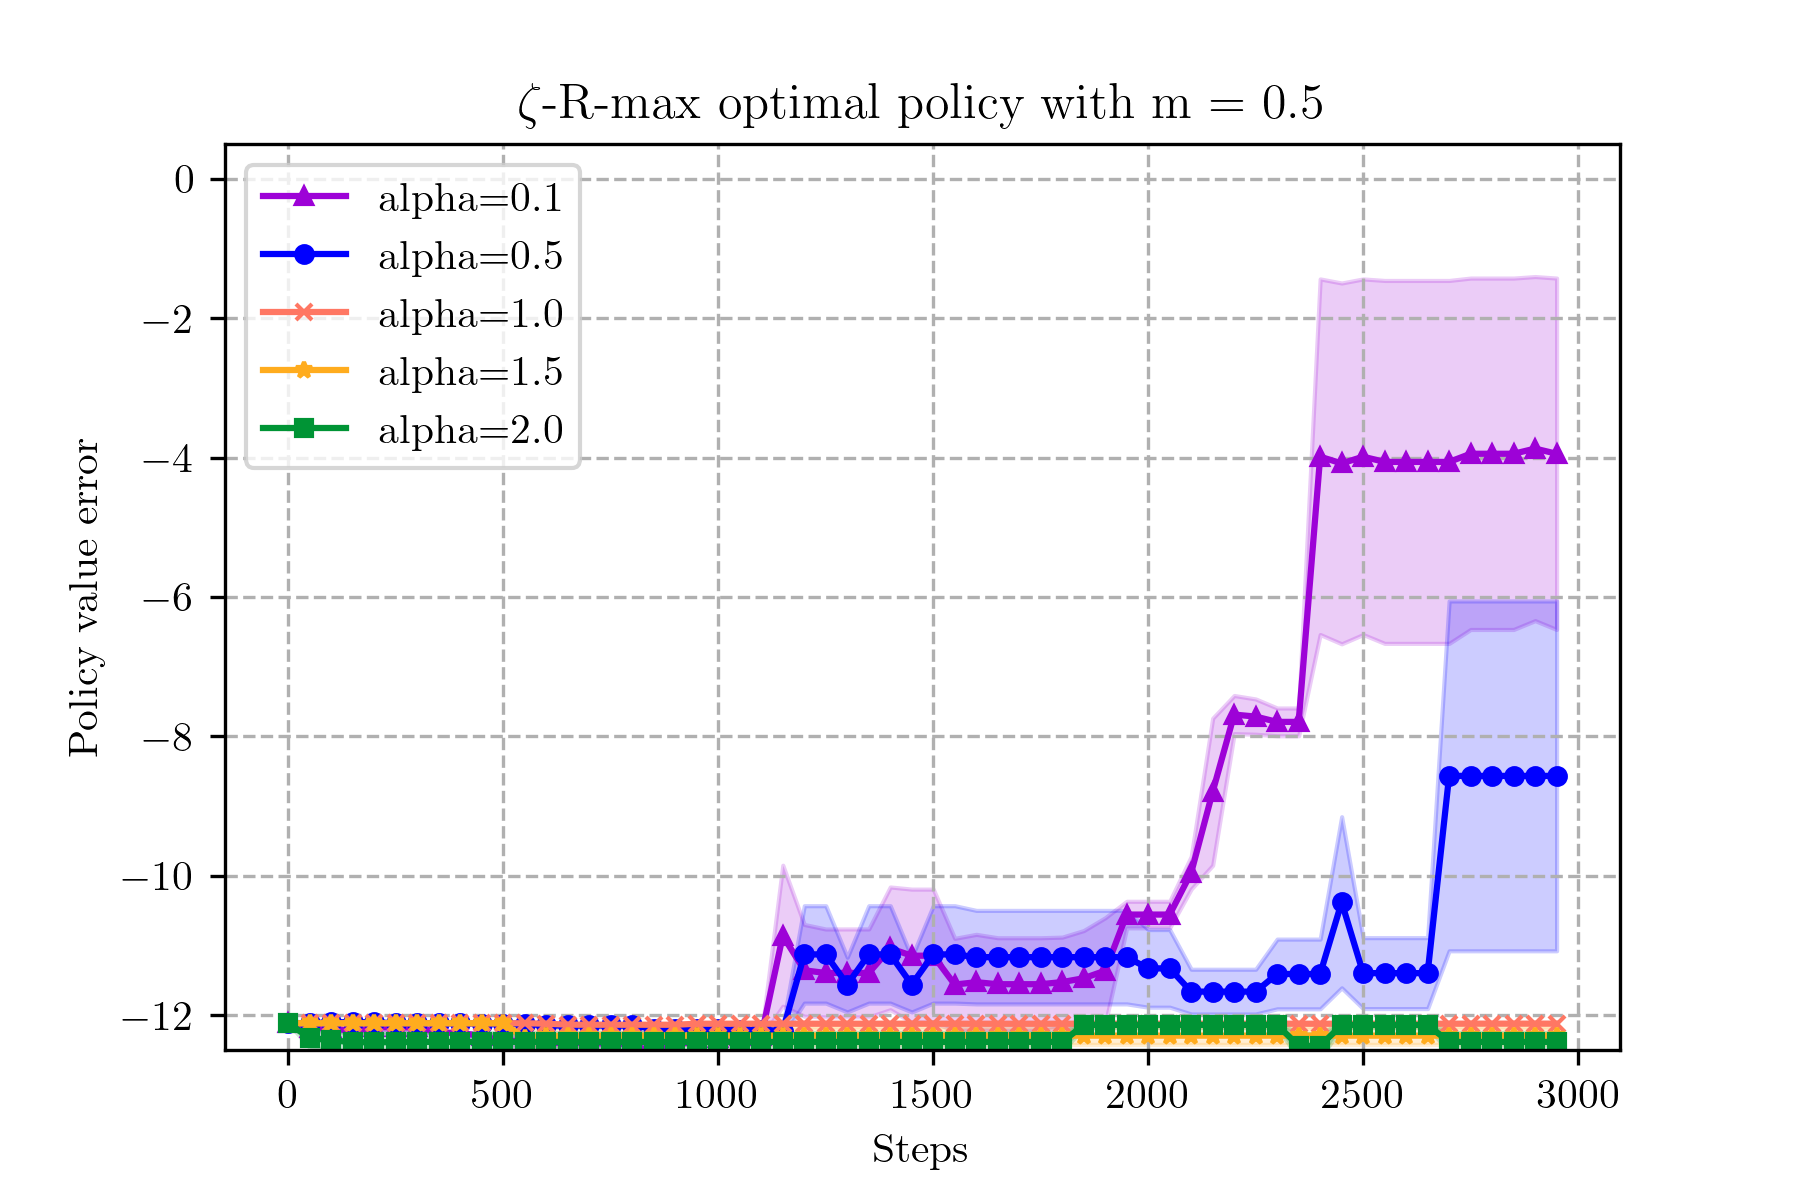 ζ-R-max optimal policy with m = 0.5
alpha=0.1
alpha=0.5
alpha=1.0
alpha=1.5
alpha=2.0
Policy value error
0
−2
−4
−6
−8
−10
−12
0 500 1000 1500 2000 2500 3000
Steps